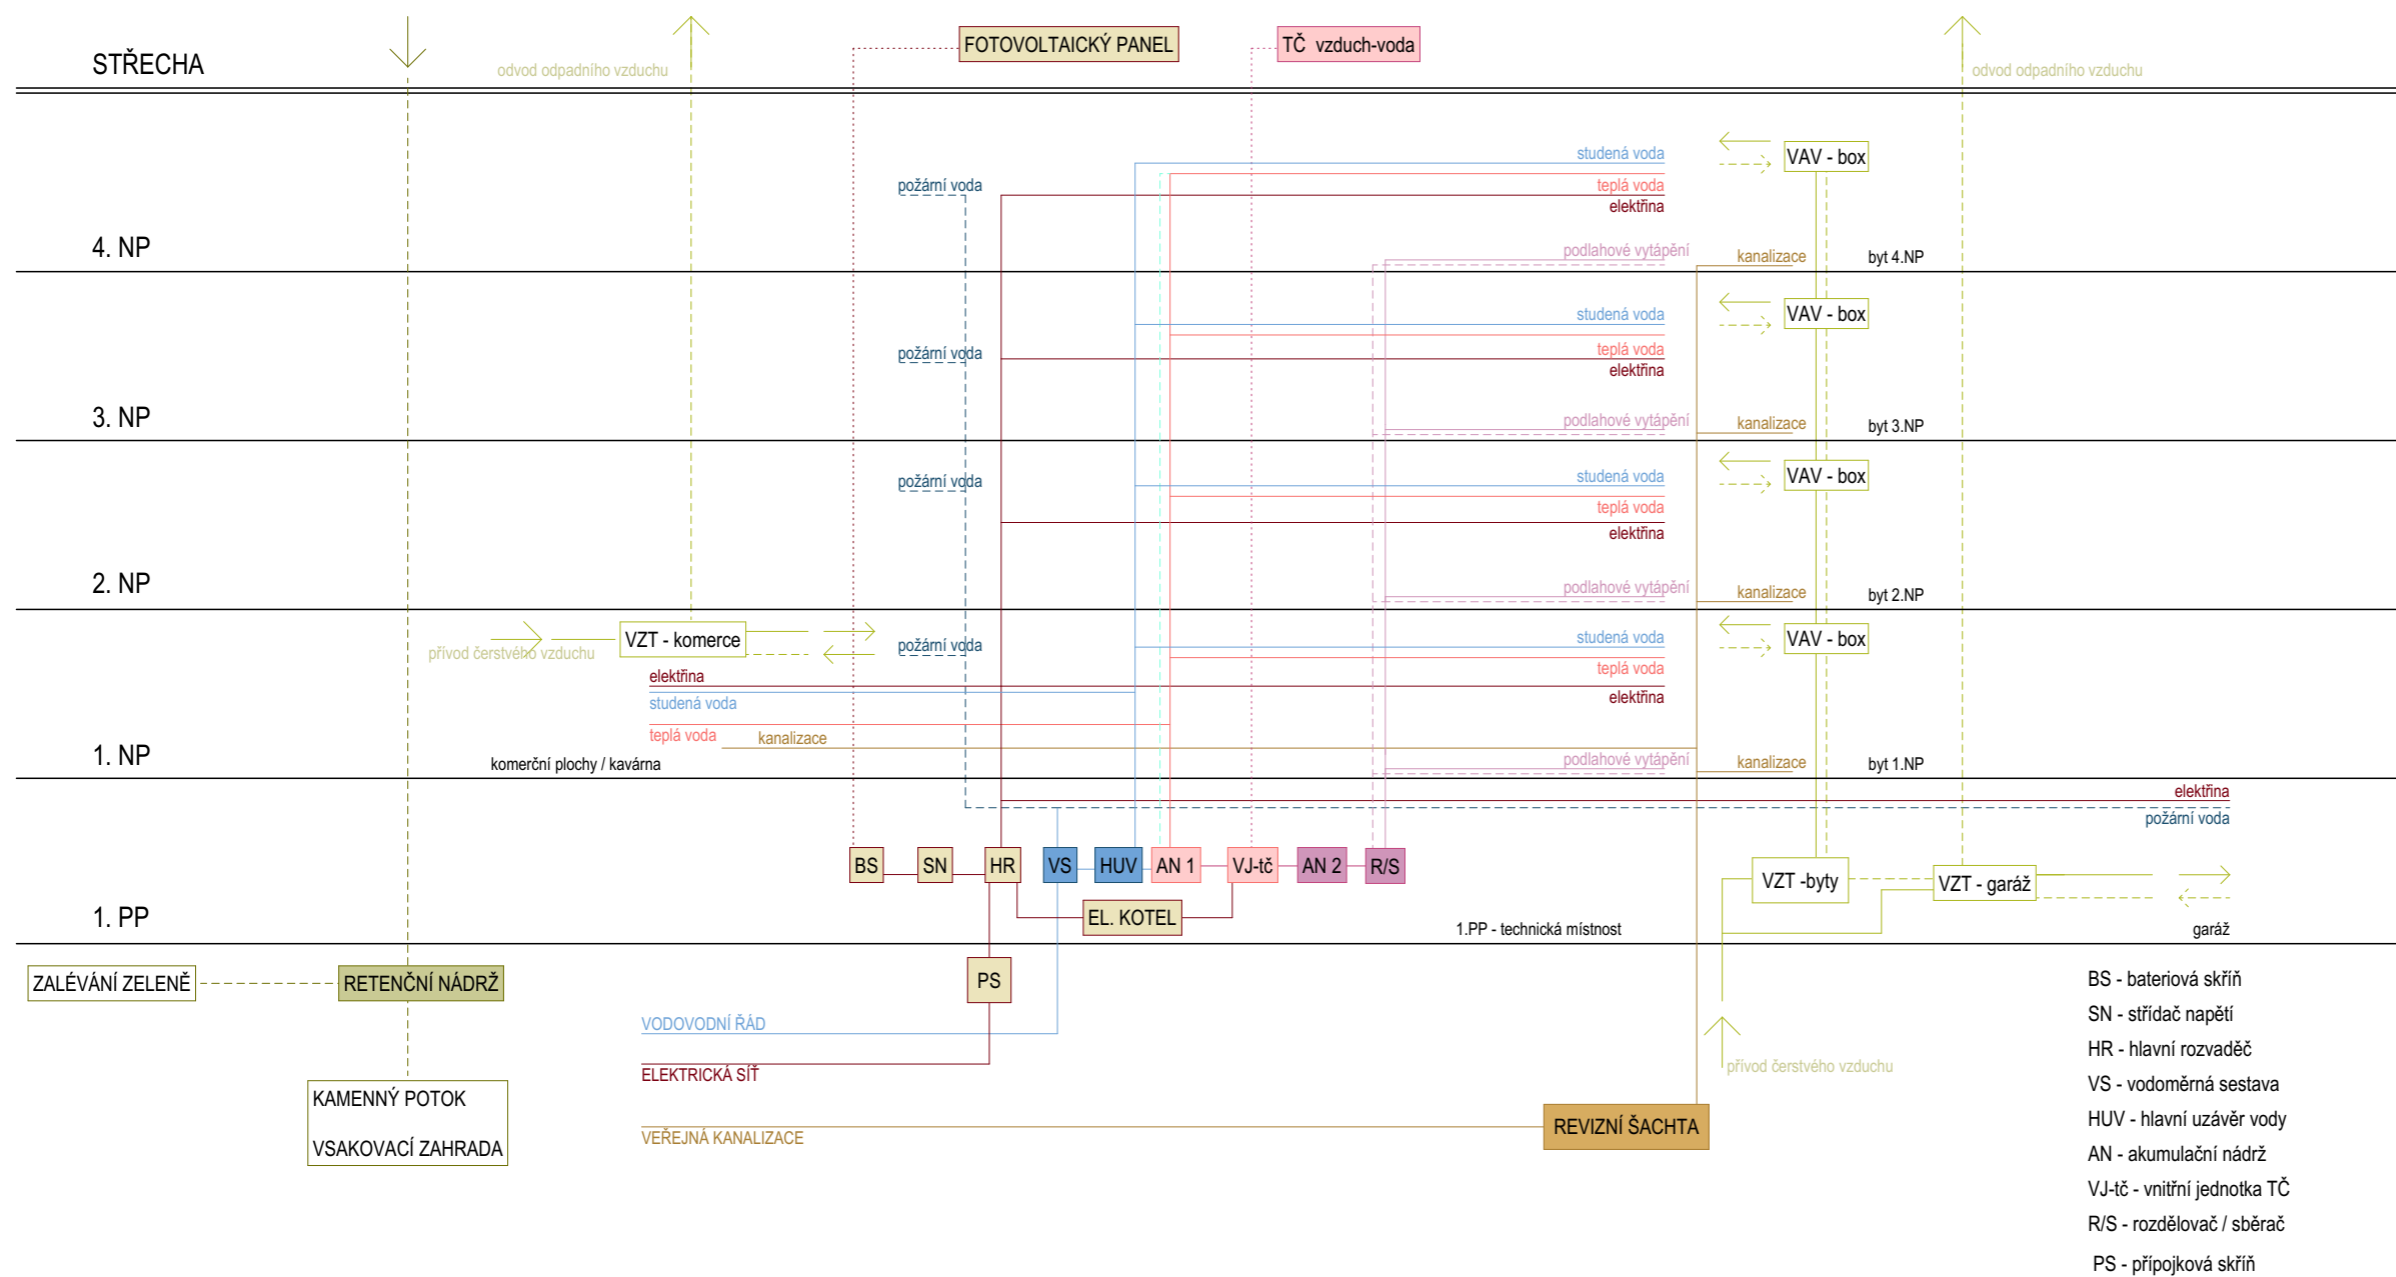 FOTOVOLTAICKÝ PANEL
TČ vzduch-voda
STŘECHA
odvod odpadního vzduchu
odvod odpadního vzduchu
studená voda
VAV - box
požární voda
teplá voda
elektřina
4. NP
podlahové vytápění
kanalizace
byt 4.NP
studená voda
VAV - box
požární voda
teplá voda
elektřina
3. NP
podlahové vytápění
kanalizace
byt 3.NP
studená voda
VAV - box
požární voda
teplá voda
elektřina
2. NP
podlahové vytápění
kanalizace
byt 2.NP
přívod čerstvého vzduchu
VZT - komerce
požární voda
studená voda
VAV - box
teplá voda
elektřina
elektřina
studená voda
teplá voda
kanalizace
1. NP
komerční plochy / kavárna
podlahové vytápění
kanalizace
byt 1.NP
elektřina
požární voda
BS
SN
HR
VS
HUV
AN 1
VJ-tč
AN 2
R/S
VZT -byty
VZT - garáž
1. PP
EL. KOTEL
1.PP - technická místnost
garáž
ZALÉVÁNÍ ZELENĚ
RETENČNÍ NÁDRŽ
PS
VODOVODNÍ ŘÁD
ELEKTRICKÁ SÍŤ
přívod čerstvého vzduchu
KAMENNÝ POTOK
VSAKOVACÍ ZAHRADA
VEŘEJNÁ KANALIZACE
REVIZNÍ ŠACHTA
BS - bateriová skříň
SN - střídač napětí
HR - hlavní rozvaděč
VS - vodoměrná sestava
HUV - hlavní uzávěr vody
AN - akumulační nádrž
VJ-tč - vnitřní jednotka TČ
R/S - rozdělovač / sběrač
PS - přípojková skříň